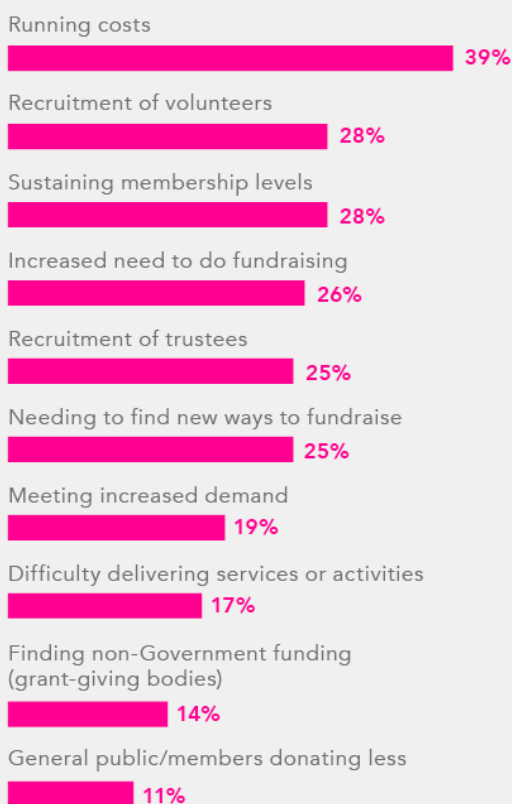 Running costs
39%
Recruitment of volunteers
28%
Sustaining membership levels
28%
Increased need to do fundraising
26%
Recruitment of trustees
25%
Needing to find new ways to fundraise
25%
Meeting increased demand
19%
Difficulty delivering services or activities
17%
Finding non-Government funding
(grant-giving bodies)
14%
General public/members donating less
11%